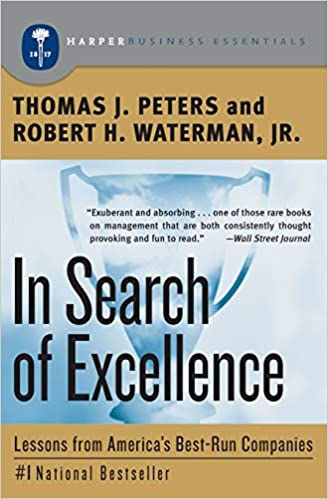 HARPERBUSINESS ESSENTIALS
1817
THOMAS J. PETERS and
ROBERT H. WATERMAN, JR.
"Exuberant and absorbing . . . one of those rare books
on management that are both consistently thought
provoking and fun to read." —Wall Street Journal
In Search
of Excellence
Lessons from America's Best-Run Companies
#1 National Bestseller